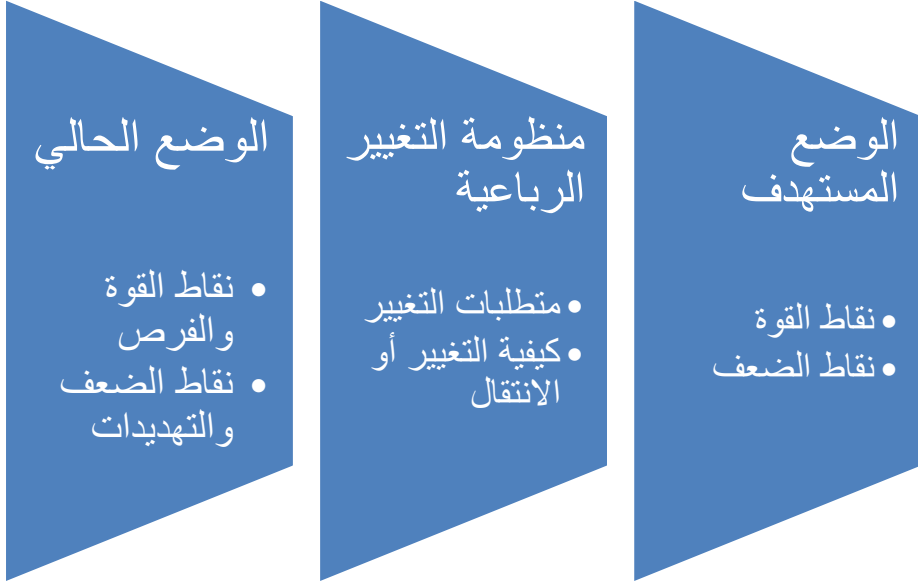 الوضع
المستهدف
• نقاط القوة
• نقاط الضعف
منظومة التغيير
الرباعية
• متطلبات التغيير
• كيفية التغيير أو
الانتقال
الوضع الحالي
• نقاط القوة
والفرص
• نقاط الضعف
والتهديدات